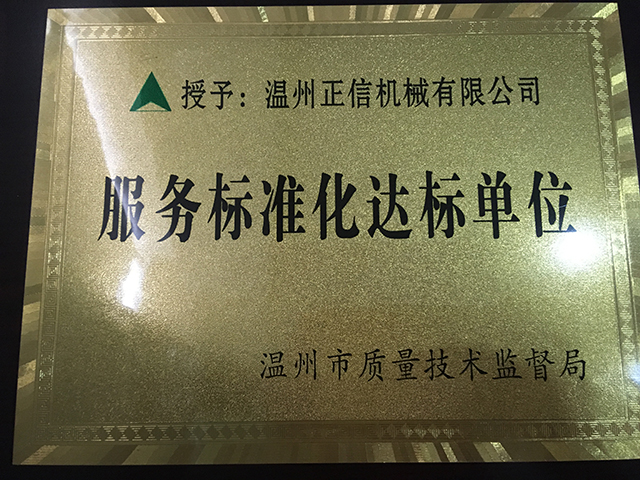 授予：温州正信机械有限公司
服务标准化达标单位
温州市质量技术监督局